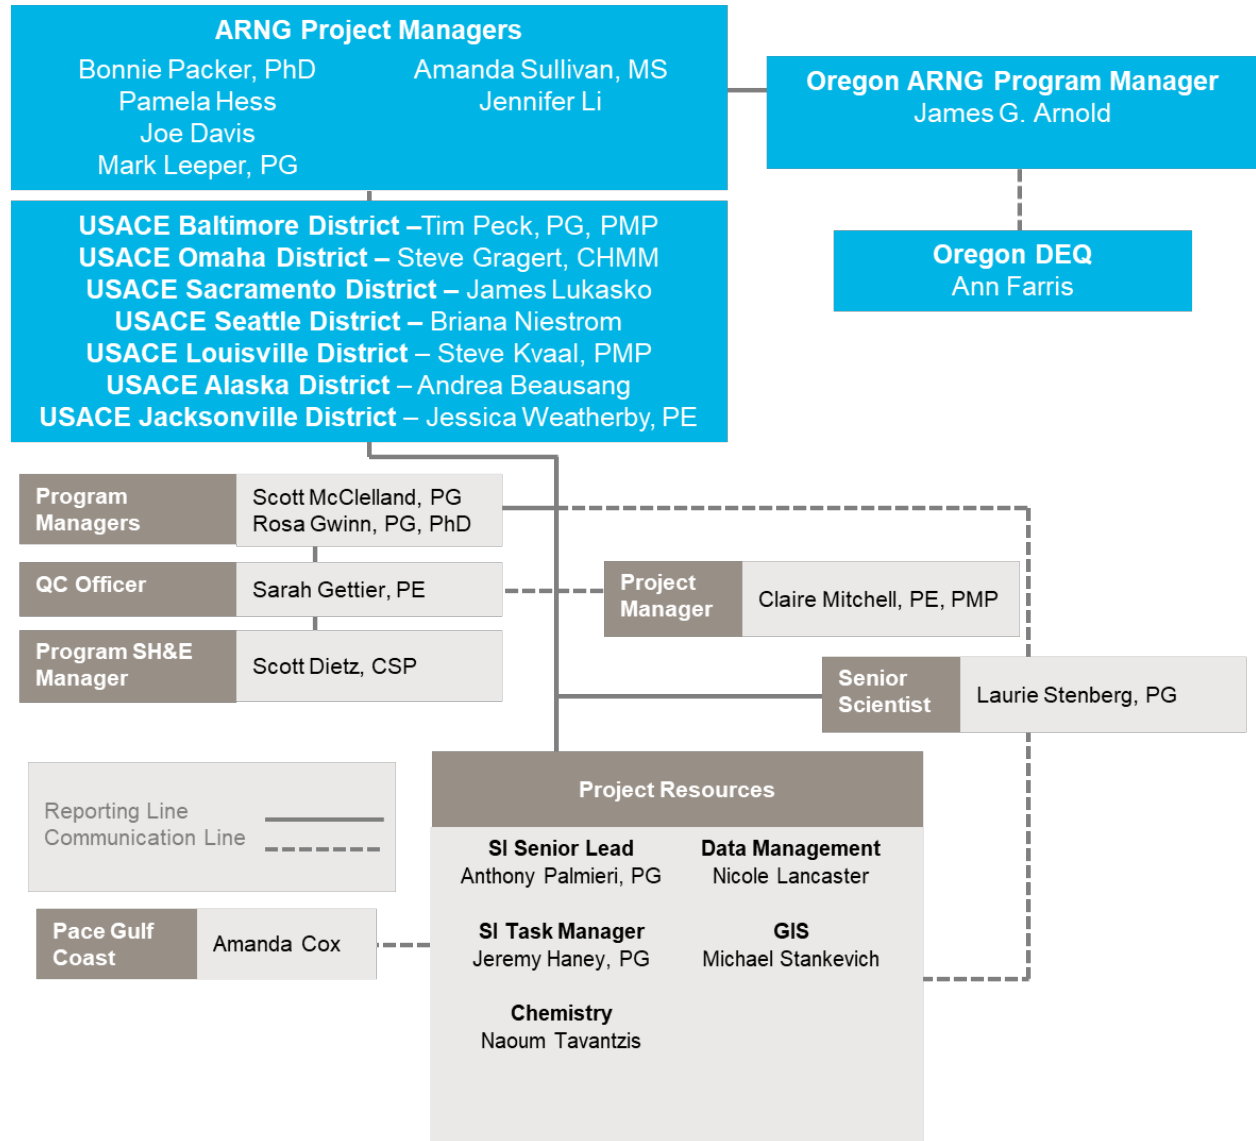 ARNG Project Managers
Bonnie Packer, PhD
Pamela Hess
Joe Davis
Mark Leeper, PG
Amanda Sullivan, MS
Jennifer Li
Oregon ARNG Program Manager
James G. Arnold
Oregon DEQ
Ann Farris
USACE Baltimore District –Tim Peck, PG, PMP
USACE Omaha District – Steve Gragert, CHMM
USACE Sacramento District – James Lukasko
USACE Seattle District – Briana Niestrom
USACE Louisville District – Steve Kvaal, PMP
USACE Alaska District – Andrea Beausang
USACE Jacksonville District – Jessica Weatherby, PE
Program
Managers
Scott McClelland, PG
Rosa Gwinn, PG, PhD
QC Officer
Sarah Gettier, PE
Project
Manager
Claire Mitchell, PE, PMP
Program SH&E
Manager
Scott Dietz, CSP
Senior
Scientist
Laurie Stenberg, PG
Reporting Line
Communication Line
Project Resources
SI Senior Lead
Anthony Palmieri, PG
Data Management
Nicole Lancaster
SI Task Manager
Jeremy Haney, PG
GIS
Michael Stankevich
Chemistry
Naoum Tavantzis
Pace Gulf
Coast
Amanda Cox